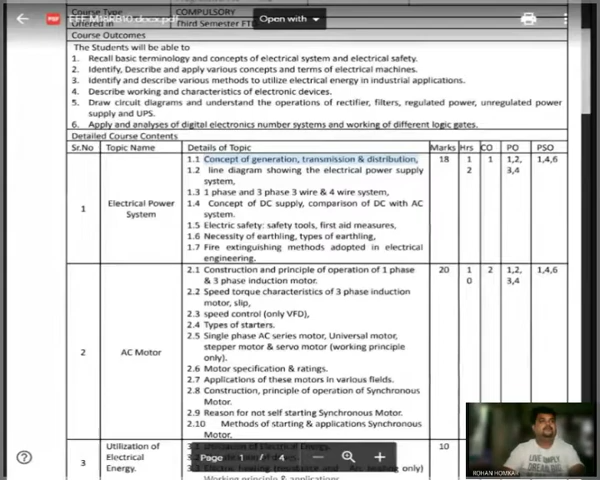 EEE M18RB10.docx.pdf
Open with
Course Type COMPULSORY
Offered in Third Semester FTD
Course Outcomes
The Students will be able to
1. Recall basic terminology and concepts of electrical system and electrical safety.
2. Identify, Describe and apply various concepts and terms of electrical machines.
3. Identify and describe various methods to utilize electrical energy in industrial applications.
4. Describe working and characteristics of electronic devices.
5. Draw circuit diagrams and understand the operations of rectifier, filters, regulated power, unregulated power
supply and UPS.
6. Apply and analyses of digital electronics number systems and working of different logic gates.
Detailed Course Contents
Sr.No Topic Name Details of Topic Marks Hrs CO PO PSO
1 Electrical Power System
1.1 Concept of generation, transmission & distribution,
1.2 line diagram showing the electrical power supply
system,
1.3 1 phase and 3 phase 3 wire & 4 wire system,
1.4 Concept of DC supply, comparison of DC with AC
system.
1.5 Electric safety: safety tools, first aid measures,
1.6 Necesity of earthling, types of earthling,
1.7 Fire extinguishing methods adopted in electrical
engineering.
18 12 1 1,2, 3,4 1,4,6
2 AC Motor
2.1 Construction and principle of operation of 1 phase
& 3 phase induction motor.
2.2 Speed torque characteristics of 3 phase induction
motor, slip,
2.3 speed control (only VFD),
2.4 Types of starters.
2.5 Single phase AC series motor, Universal motor,
stepper motor & servo motor (working principle
only).
2.6 Motor specification & ratings.
2.7 Applications of these motors in various fields.
2.8 Construction, principle of operation of Synchronous
Motor.
2.9 Reason for not self starting Synchronous Motor.
2.10 Methods of starting & applications Synchronous
Motor.
20 10 2 1,2, 3,4 1,4,6
3 Utilization of Electrical Energy.
3.1 Utilization of Electrical Energy.
10
Page 1 / 4
LIVE SIMPLY
DREAM BIG
ROHAN HOMKAR